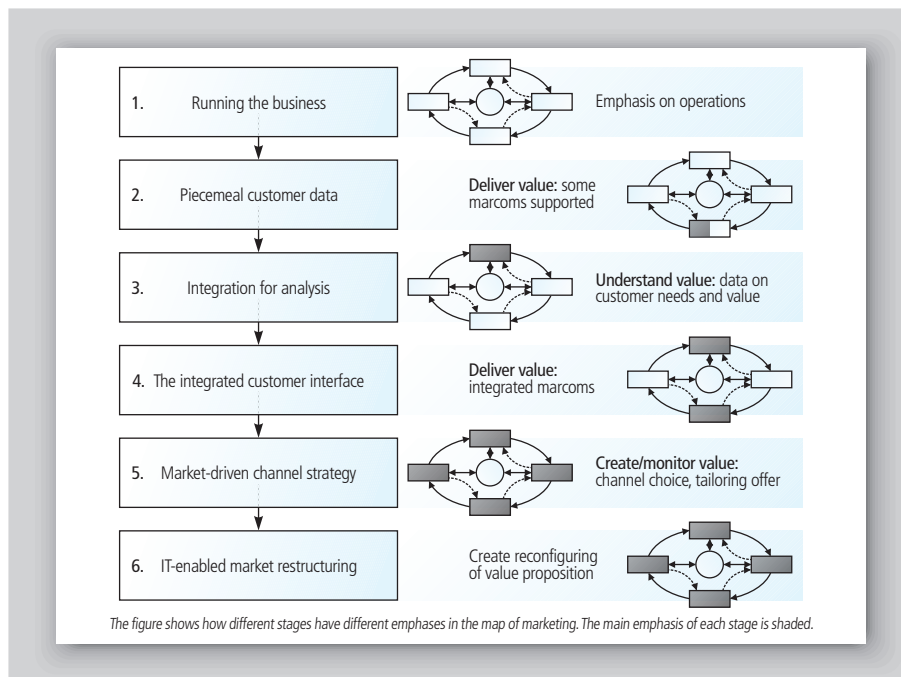 1. Running the business
Emphasis on operations
2. Piecemeal customer data
Deliver value: some
marcoms supported
3. Integration for analysis
Understand value: data on
customer needs and value
4. The integrated customer interface
Deliver value:
integrated marcoms
5. Market-driven channel strategy
Create/monitor value:
channel choice, tailoring offer
6. IT-enabled market restructuring
Create reconfiguring
of value proposition
The figure shows how different stages have different emphases in the map of marketing. The main emphasis of each stage is shaded.